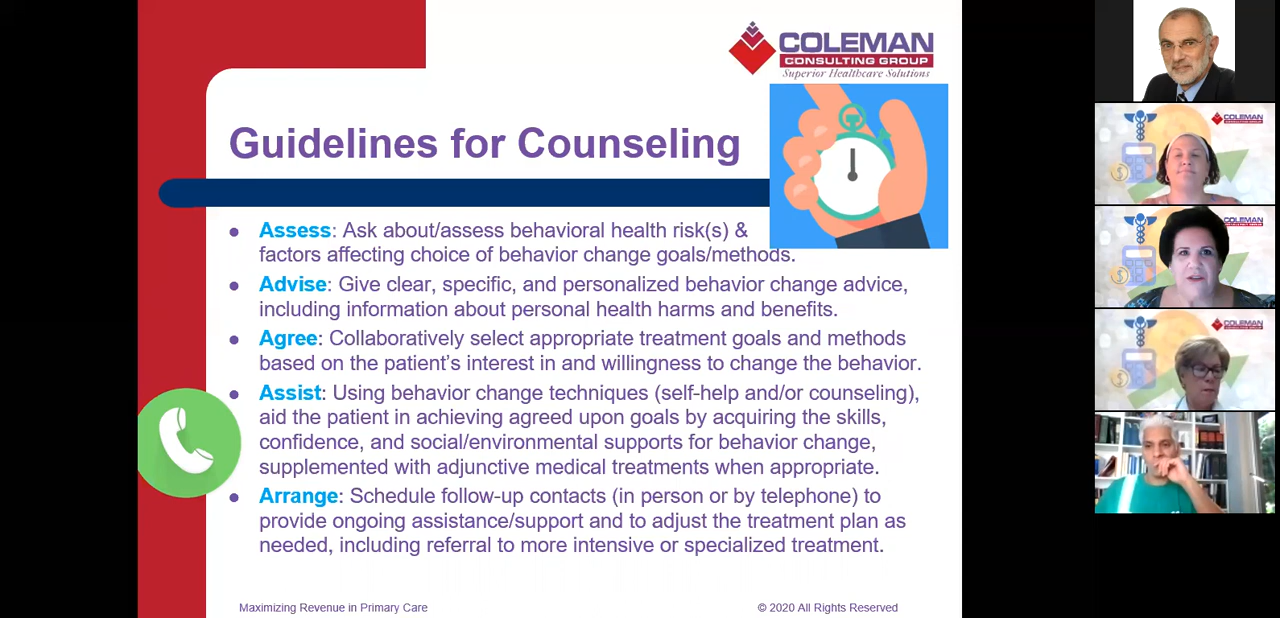 COLEMAN
CONSULTING GROUP
Superior Healthcare Solutions
Guidelines for Counseling
• Assess: Ask about/assess behavioral health risk(s) &
factors affecting choice of behavior change goals/methods.
• Advise: Give clear, specific, and personalized behavior change advice,
including information about personal health harms and benefits.
• Agree: Collaboratively select appropriate treatment goals and methods
based on the patient’s interest in and willingness to change the behavior.
• Assist: Using behavior change techniques (self-help and/or counseling),
aid the patient in achieving agreed upon goals by acquiring the skills,
confidence, and social/environmental supports for behavior change,
supplemented with adjunctive medical treatments when appropriate.
• Arrange: Schedule follow-up contacts (in person or by telephone) to
provide ongoing assistance/support and to adjust the treatment plan as
needed, including referral to more intensive or specialized treatment.
Maximizing Revenue in Primary Care
© 2020 All Rights Reserved
COLEMAN
COLEMAN
COLEMAN